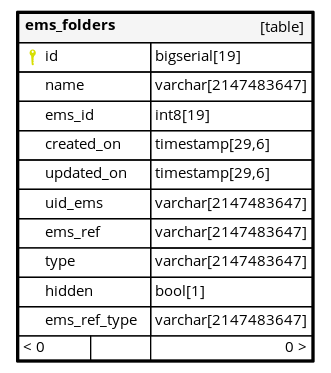 ems_folders [table]
id bigserial[19]
name varchar[2147483647]
ems_id int8[19]
created_on timestamp[29,6]
updated_on timestamp[29,6]
uid_ems varchar[2147483647]
ems_ref varchar[2147483647]
type varchar[2147483647]
hidden bool[1]
ems_ref_type varchar[2147483647]
< 0 0 >